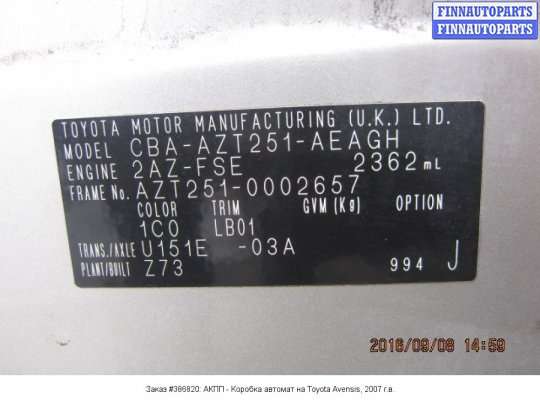 FINNAUTOPARTS
FINNAUTOPARTS
TOYOTA MOTOR MANUFACTURING (U.K.) LTD.
MODEL CBA-AZT251-AEAGH
ENGINE 2AZ-FSE 2362 mL
FRAME No. AZT251-0002657
COLOR TRIM GVM (Kg) OPTION
1C0 LB01
TRANS./AXLE U151E -03A
PLANT/BUILT Z73 994 J
2016/09/08 14:59
Заказ #386820: АКПП - Коробка автомат на Toyota Avensis, 2007 г.в.